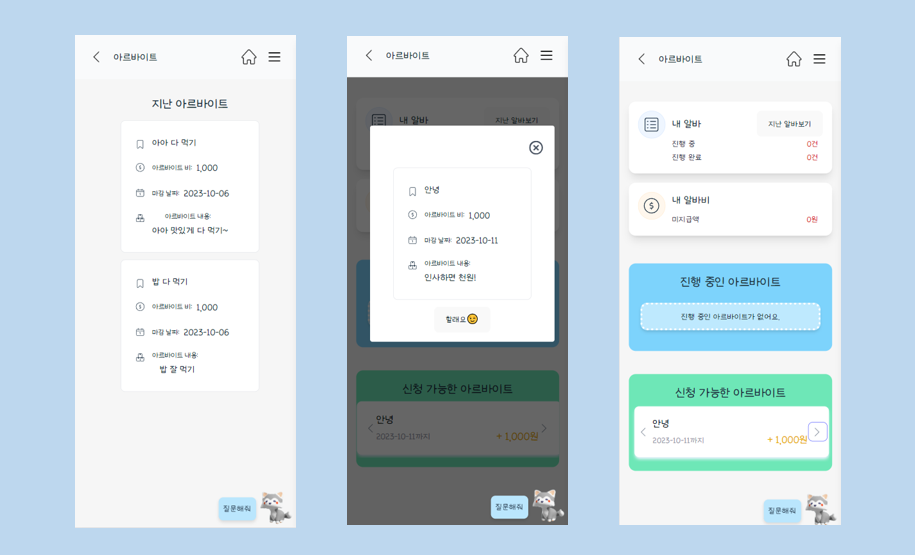 아르바이트
지난 아르바이트
아아 다 먹기
아르바이트 비: 1,000
마감 날짜: 2023-10-06
아르바이트 내용:
아아 맛있게 다 먹기~
밥 다 먹기
아르바이트 비: 1,000
마감 날짜: 2023-10-06
아르바이트 내용:
밥 잘 먹기
질문해줘
아르바이트
내 알바
지난 알바보기
안녕
아르바이트 비: 1,000
마감 날짜: 2023-10-11
아르바이트 내용:
인사하면 천원!
할래요😉
신청 가능한 아르바이트
안녕
2023-10-11까지
+ 1,000원
질문해줘
아르바이트
내 알바
지난 알바보기
진행 중 0건
진행 완료 0건
내 알바비
미지급액 0원
진행 중인 아르바이트
진행 중인 아르바이트가 없어요.
신청 가능한 아르바이트
안녕
2023-10-11까지
+ 1,000원
질문해줘